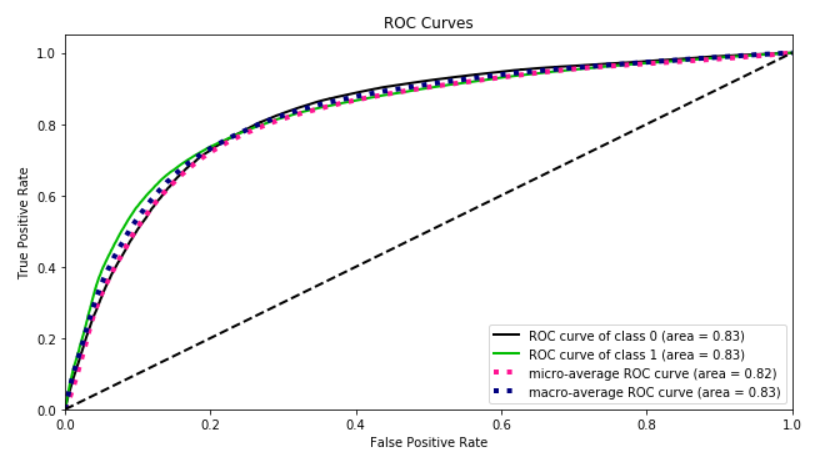 ROC Curves
True Positive Rate
1.0
0.8
0.6
0.4
0.2
0.0
ROC curve of class 0 (area = 0.83)
ROC curve of class 1 (area = 0.83)
micro-average ROC curve (area = 0.82)
macro-average ROC curve (area = 0.83)
0.0 0.2 0.4 0.6 0.8 1.0
False Positive Rate